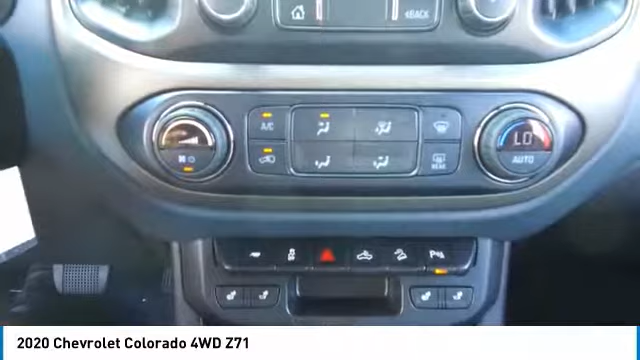 BACK
A/C
LO
AUTO
REAR
2020 Chevrolet Colorado 4WD Z71